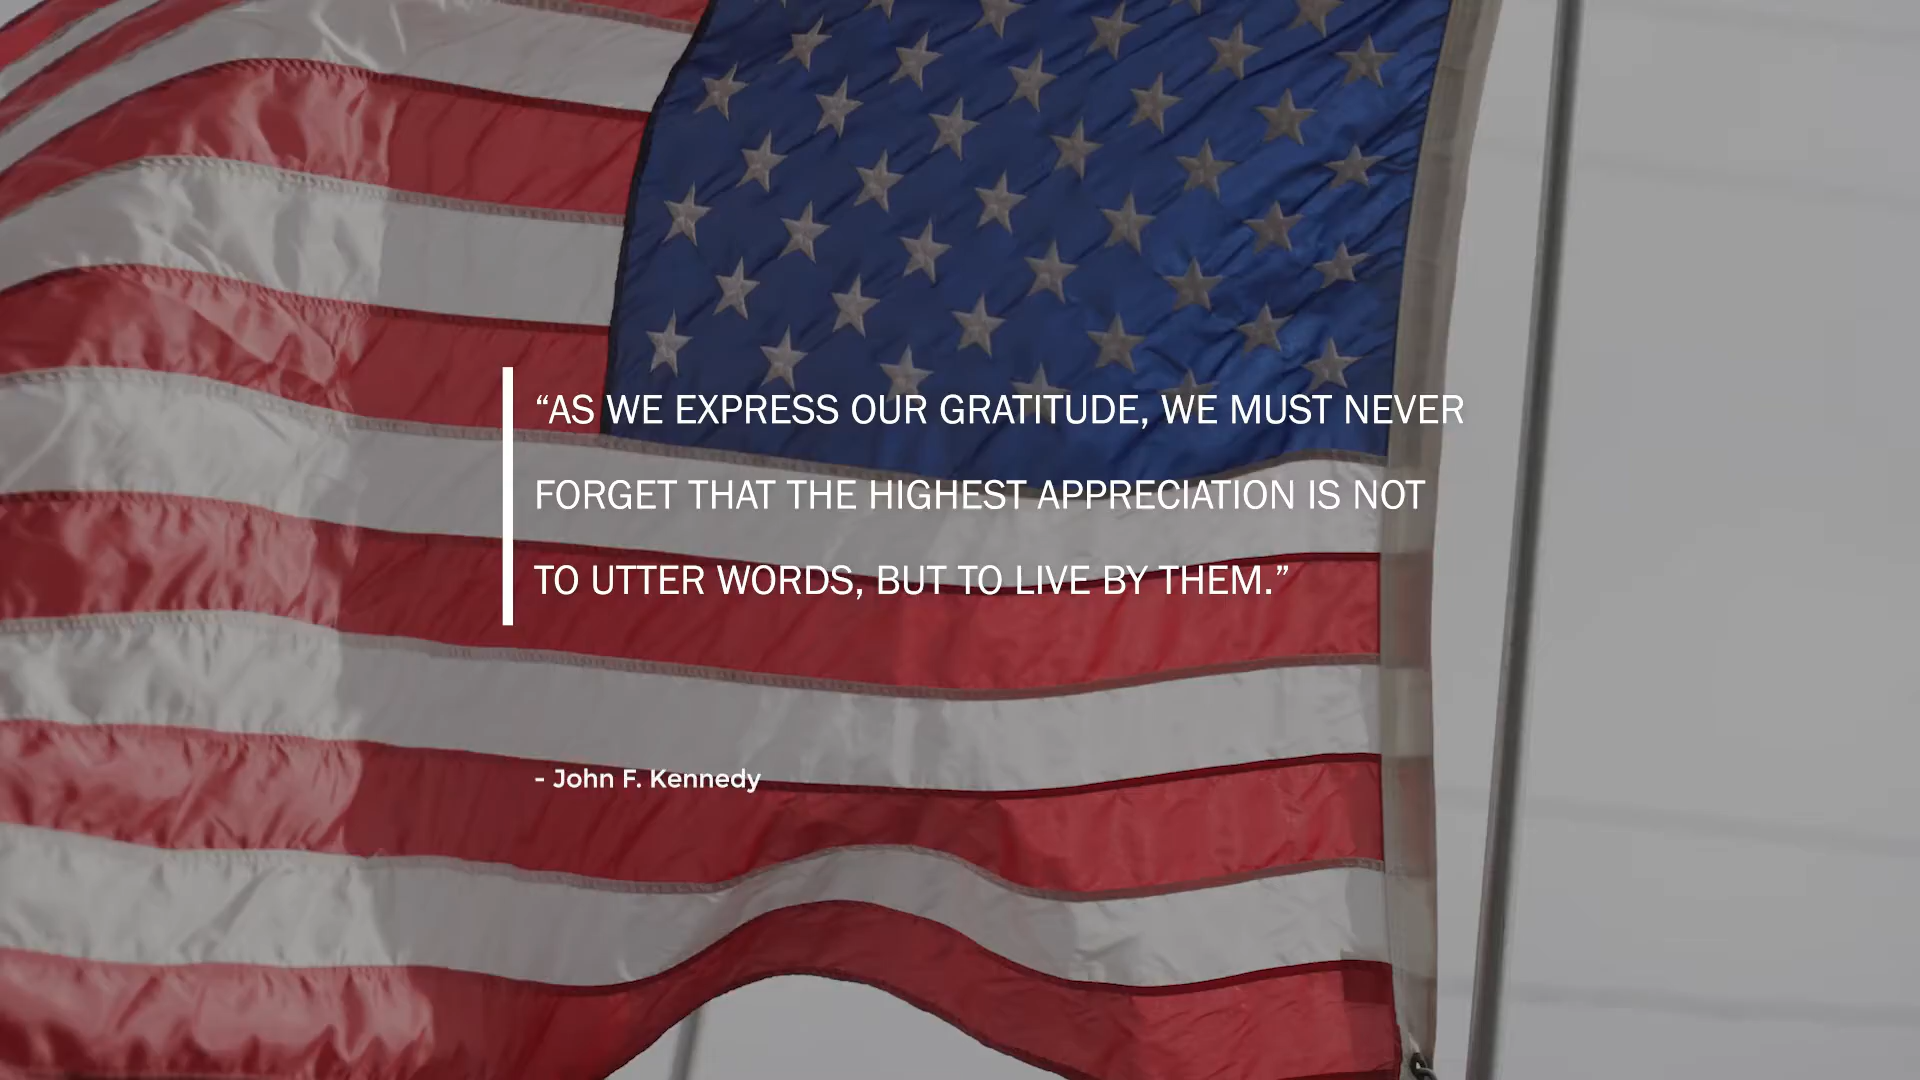 “AS WE EXPRESS OUR GRATITUDE, WE MUST NEVER
FORGET THAT THE HIGHEST APPRECIATION IS NOT
TO UTTER WORDS, BUT TO LIVE BY THEM.”
- John F. Kennedy